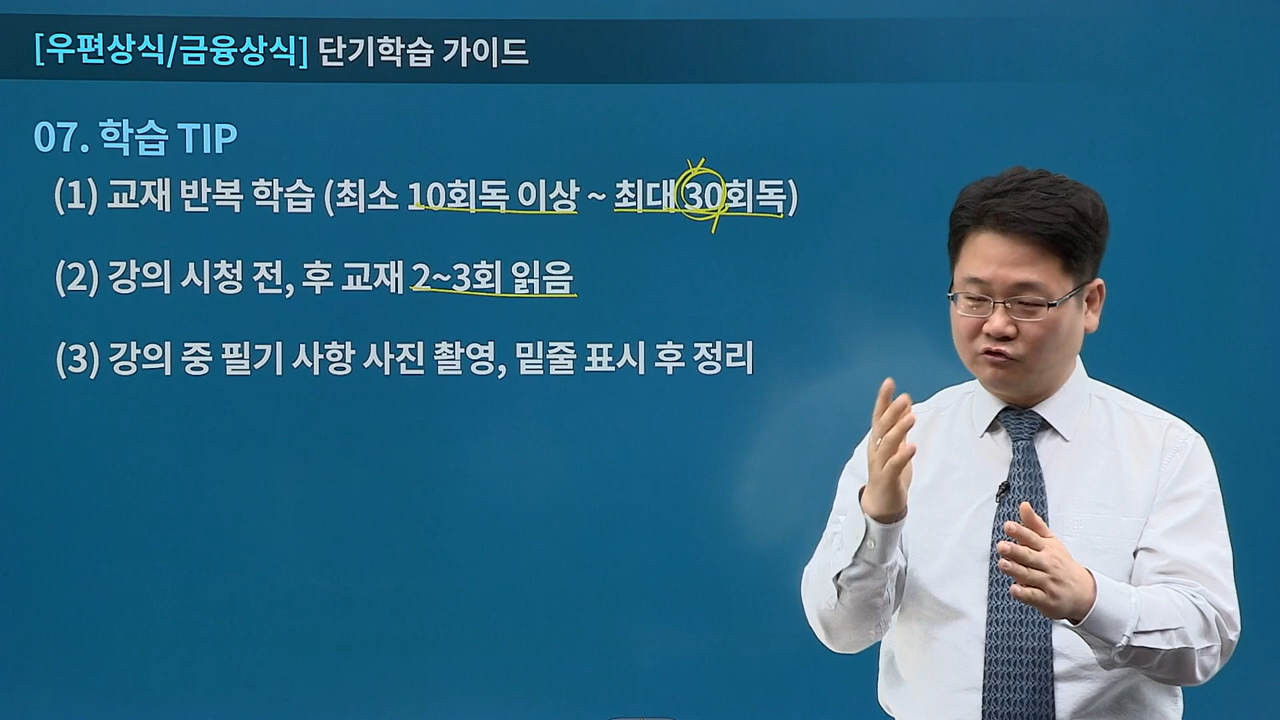 [우편상식/금융상식] 단기학습 가이드
07. 학습 TIP
(1) 교재 반복 학습 (최소 10회독 이상 ~ 최대 30회독)
(2) 강의 시청 전, 후 교재 2~3회 읽음
(3) 강의 중 필기 사항 사진 촬영, 밑줄 표시 후 정리